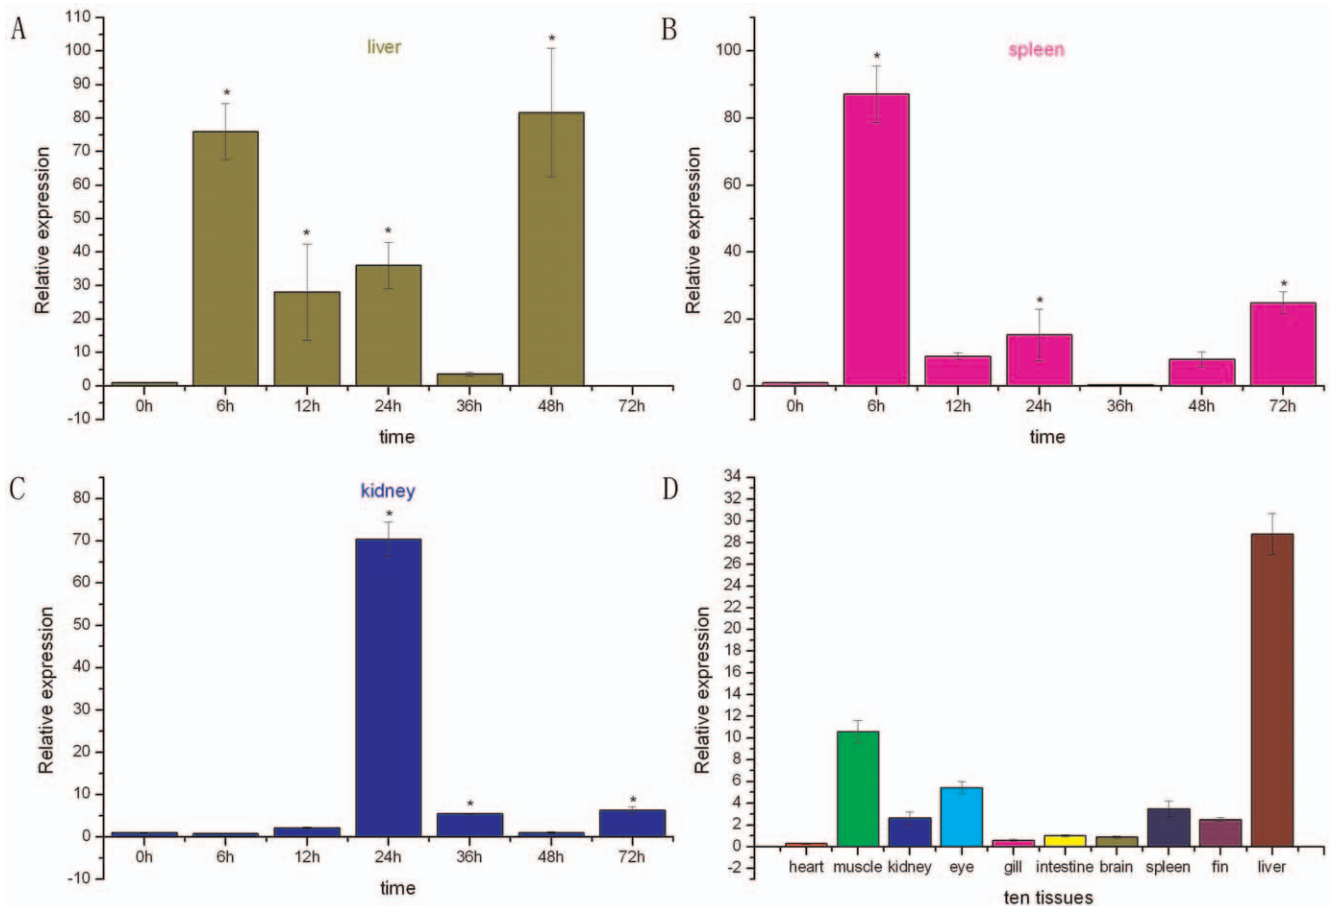 A
liver
Relative expression
110
100
90
80
70
60
50
40
30
20
10
0
-10
* * * *
0h 6h 12h 24h 36h 48h 72h
time
B
spleen
Relative expression
100
80
60
40
20
0
* * *
0h 6h 12h 24h 36h 48h 72h
time
C
kidney
Relative expression
80
70
60
50
40
30
20
10
0
-10
* * *
0h 6h 12h 24h 36h 48h 72h
time
D
Relative expression
34
32
30
28
26
24
22
20
18
16
14
12
10
8
6
4
2
0
-2
heart muscle kidney eye gill intestine brain spleen fin liver
ten tissues